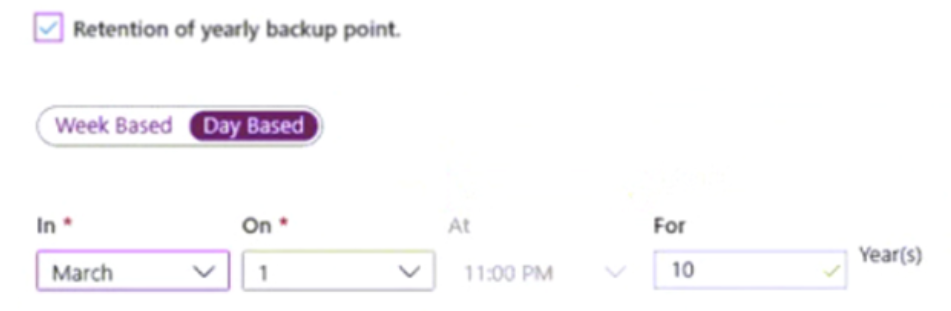 Retention of yearly backup point.
Week Based Day Based
In * On * At For
March 1 11:00 PM 10 Year(s)